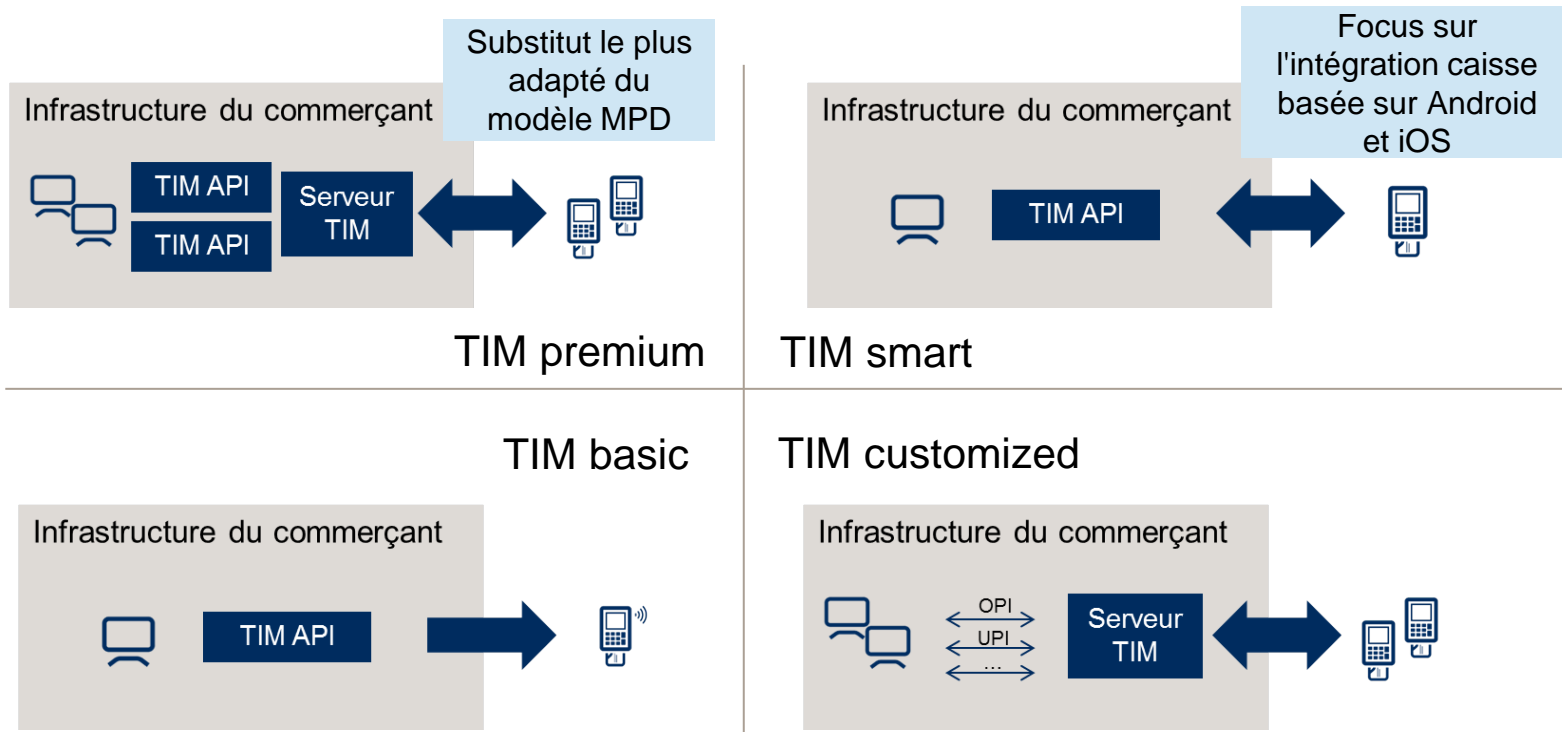 Substitut le plus
adapté du
modèle MPD
Infrastructure du commerçant
TIM API
TIM API
Serveur
TIM
TIM premium
Focus sur
l'intégration caisse
basée sur Android
et iOS
Infrastructure du commerçant
TIM API
TIM smart
TIM basic
Infrastructure du commerçant
TIM API
TIM customized
Infrastructure du commerçant
OPI
UPI
...
Serveur
TIM